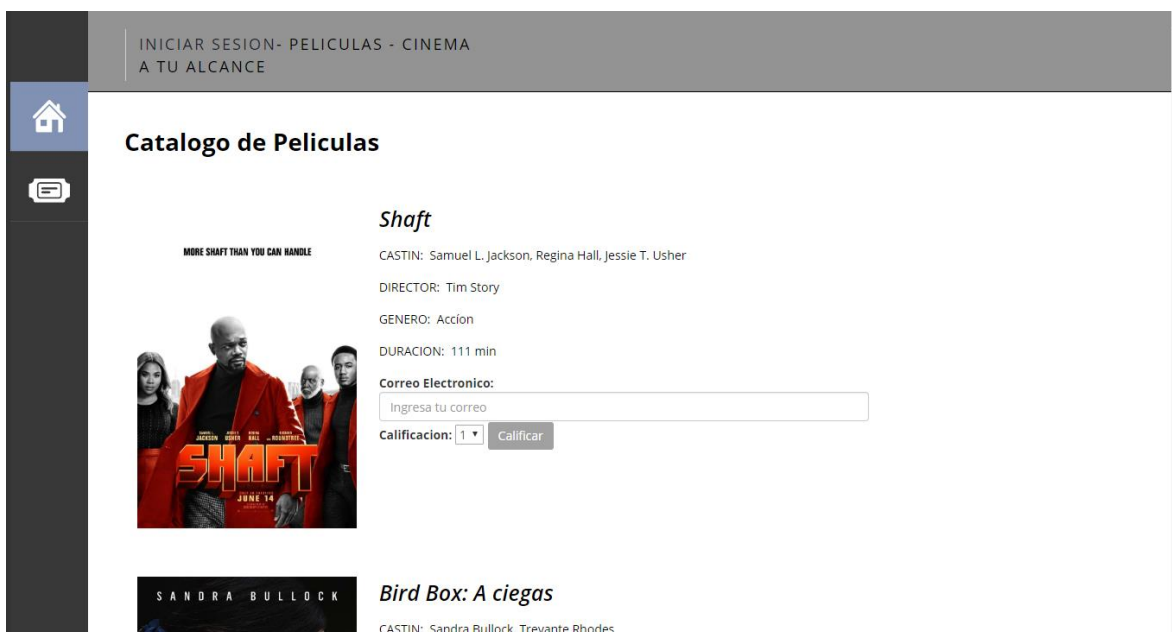 INICIAR SESION- PELICULAS - CINEMA
A TU ALCANCE
Catalogo de Peliculas
MORE SHAFT THAN YOU CAN HANDLE
SHAFT
JUNE 14
Shaft
CASTIN: Samuel L. Jackson, Regina Hall, Jessie T. Usher
DIRECTOR: Tim Story
GENERO: Accíon
DURACION: 111 min
Correo Electronico:
Ingresa tu correo
Calificacion: 1 Calificar
SANDRA BULLOCK
Bird Box: A ciegas
CASTIN: Sandra Bullock, Trevante Rhodes